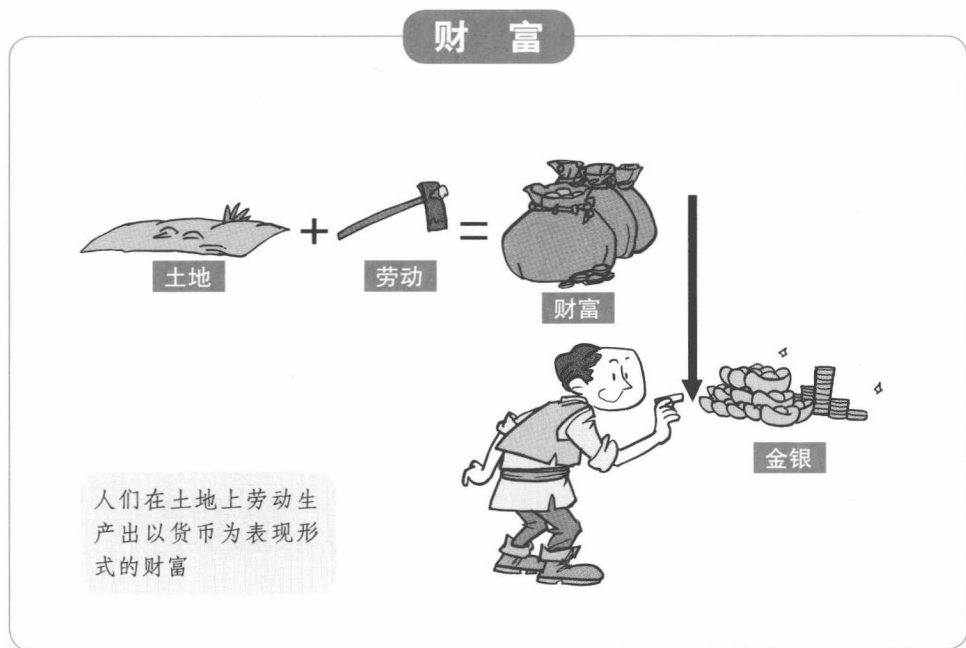 财 富
土地
+
劳动
=
财富
金银
人们在土地上劳动生
产出以货币为表现形
式的财富